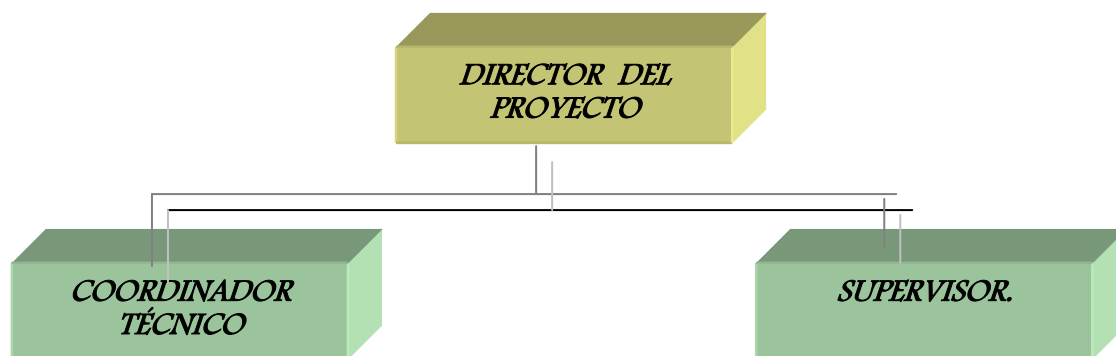 DIRECTOR DEL
PROYECTO
COORDINADOR
TÉCNICO
SUPERVISOR.